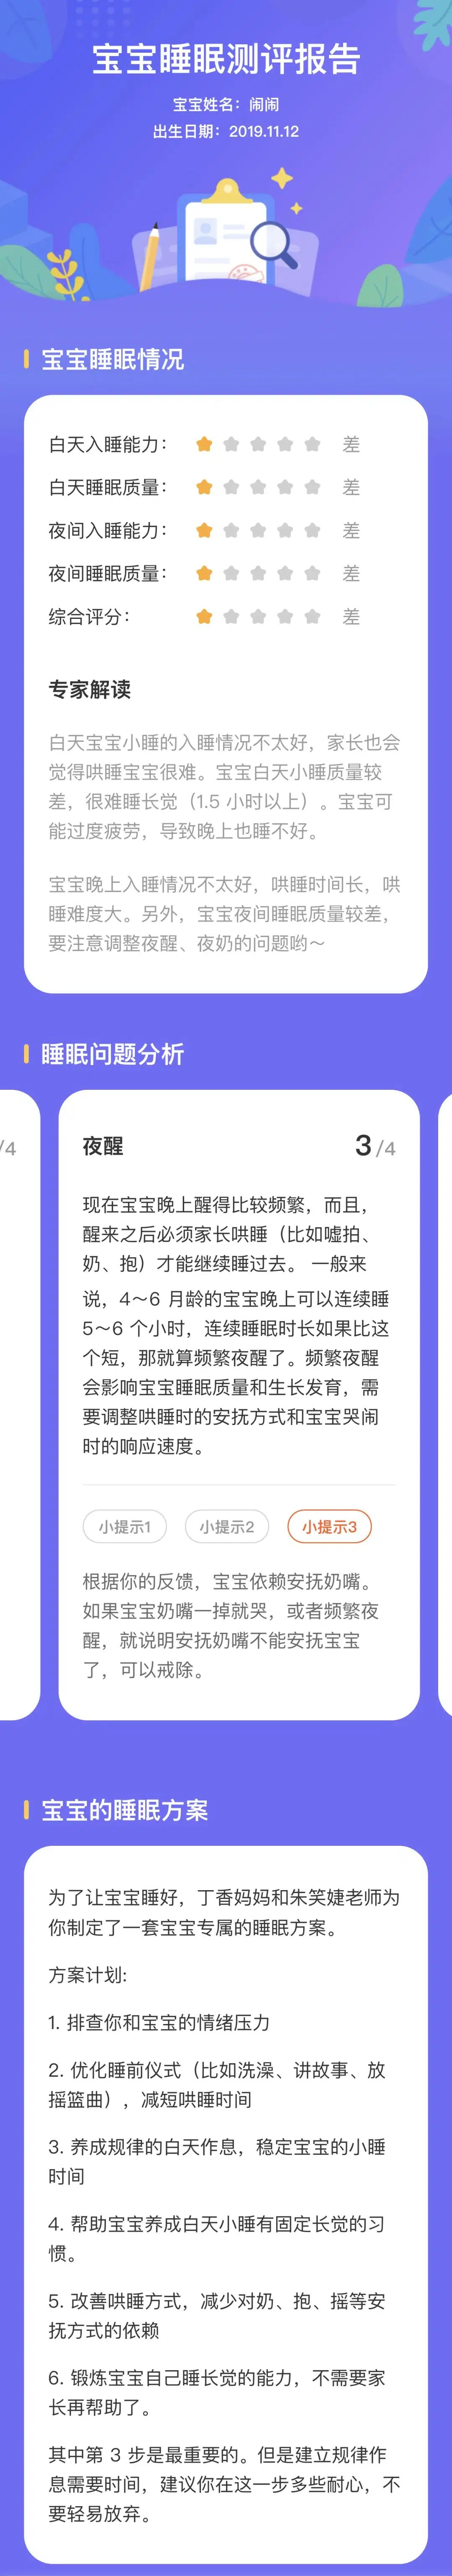 宝宝睡眠测评报告
宝宝姓名：闹闹
出生日期：2019.11.12
宝宝睡眠情况
白天入睡能力： 差
白天睡眠质量： 差
夜间入睡能力： 差
夜间睡眠质量： 差
综合评分： 差
专家解读
白天宝宝小睡的入睡情况不太好，家长也会
觉得哄睡宝宝很难。宝宝白天小睡质量较
差，很难睡长觉（1.5 小时以上）。宝宝可
能过度疲劳，导致晚上也睡不好。
宝宝晚上入睡情况不太好，哄睡时间长，哄
睡难度大。另外，宝宝夜间睡眠质量较差，
要注意调整夜醒、夜奶的问题哟～
睡眠问题分析
/4
夜醒 3/4
现在宝宝晚上醒得比较频繁，而且，
醒来之后必须家长哄睡（比如嘘拍、
奶、抱）才能继续睡过去。 一般来
说，4～6 月龄的宝宝晚上可以连续睡
5～6 个小时，连续睡眠时长如果比这
个短，那就算频繁夜醒了。频繁夜醒
会影响宝宝睡眠质量和生长发育，需
要调整哄睡时的安抚方式和宝宝哭闹
时的响应速度。
小提示1 小提示2 小提示3
根据你的反馈，宝宝依赖安抚奶嘴。
如果宝宝奶嘴一掉就哭，或者频繁夜
醒，就说明安抚奶嘴不能安抚宝宝
了，可以戒除。
宝宝的睡眠方案
为了让宝宝睡好，丁香妈妈和朱笑婕老师为
你制定了一套宝宝专属的睡眠方案。
方案计划:
1. 排查你和宝宝的情绪压力
2. 优化睡前仪式（比如洗澡、讲故事、放
摇篮曲），减短哄睡时间
3. 养成规律的白天作息，稳定宝宝的小睡
时间
4. 帮助宝宝养成白天小睡有固定长觉的习
惯。
5. 改善哄睡方式，减少对奶、抱、摇等安
抚方式的依赖
6. 锻炼宝宝自己睡长觉的能力，不需要家
长再帮助了。
其中第 3 步是最重要的。但是建立规律作
息需要时间，建议你在这一步多些耐心，不
要轻易放弃。